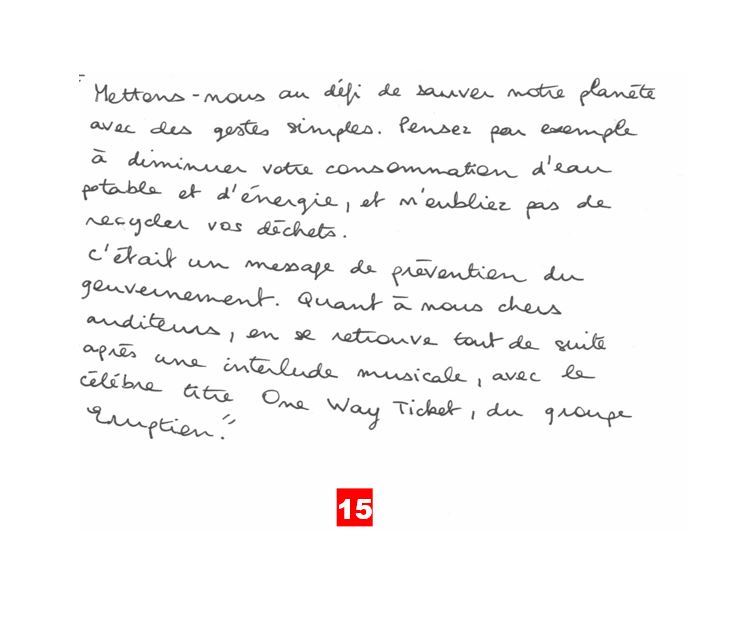 Mettons-nous au défi de sauver notre planète
avec des gestes simples. Pensez par exemple
à diminuer votre consommation d'eau
potable et d'énergie, et n'oubliez pas de
recycler vos déchets.
C'était un message de prévention du
gouvernement. Quant à nous chers
auditeurs, on se retrouve tout de suite
après une interlude musicale, avec le
célèbre titre One Way Ticket, du groupe
Eruption."
15